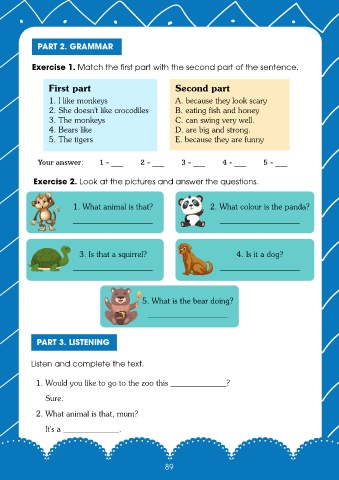 PART 2. GRAMMAR
Exercise 1. Match the first part with the second part of the sentence.
First part
1. I like monkeys
2. She doesn't like crocodiles
3. The monkeys
4. Bears like
5. The tigers
Second part
A. because they look scary
B. eating fish and honey
C. can swing very well.
D. are big and strong.
E. because they are funny
Your answer: 1 - ___ 2 - ___ 3 - ___ 4 - ___ 5 - ___
Exercise 2. Look at the pictures and answer the questions.
1. What animal is that?
____________________
2. What colour is the panda?
____________________
3. Is that a squirrel?
____________________
4. Is it a dog?
____________________
5. What is the bear doing?
____________________
PART 3. LISTENING
Listen and complete the text.
1. Would you like to go to the zoo this ______________?
Sure.
2. What animal is that, mum?
It's a ______________.
89